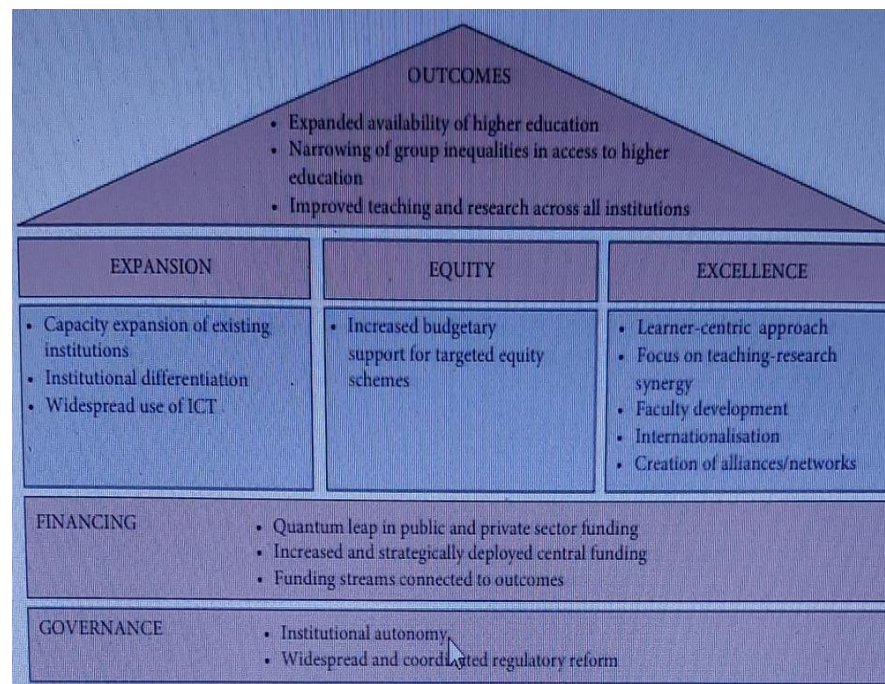 OUTCOMES
• Expanded availability of higher education
• Narrowing of group inequalities in access to higher
education
• Improved teaching and research across all institutions
EXPANSION
• Capacity expansion of existing
institutions
• Institutional differentiation
• Widespread use of ICT
EQUITY
• Increased budgetary
support for targeted equity
schemes
EXCELLENCE
• Learner-centric approach
• Focus on teaching-research
synergy
• Faculty development
• Internationalisation
• Creation of alliances/networks
FINANCING
• Quantum leap in public and private sector funding
• Increased and strategically deployed central funding
• Funding streams connected to outcomes
GOVERNANCE
• Institutional autonomy
• Widespread and coordinated regulatory reform